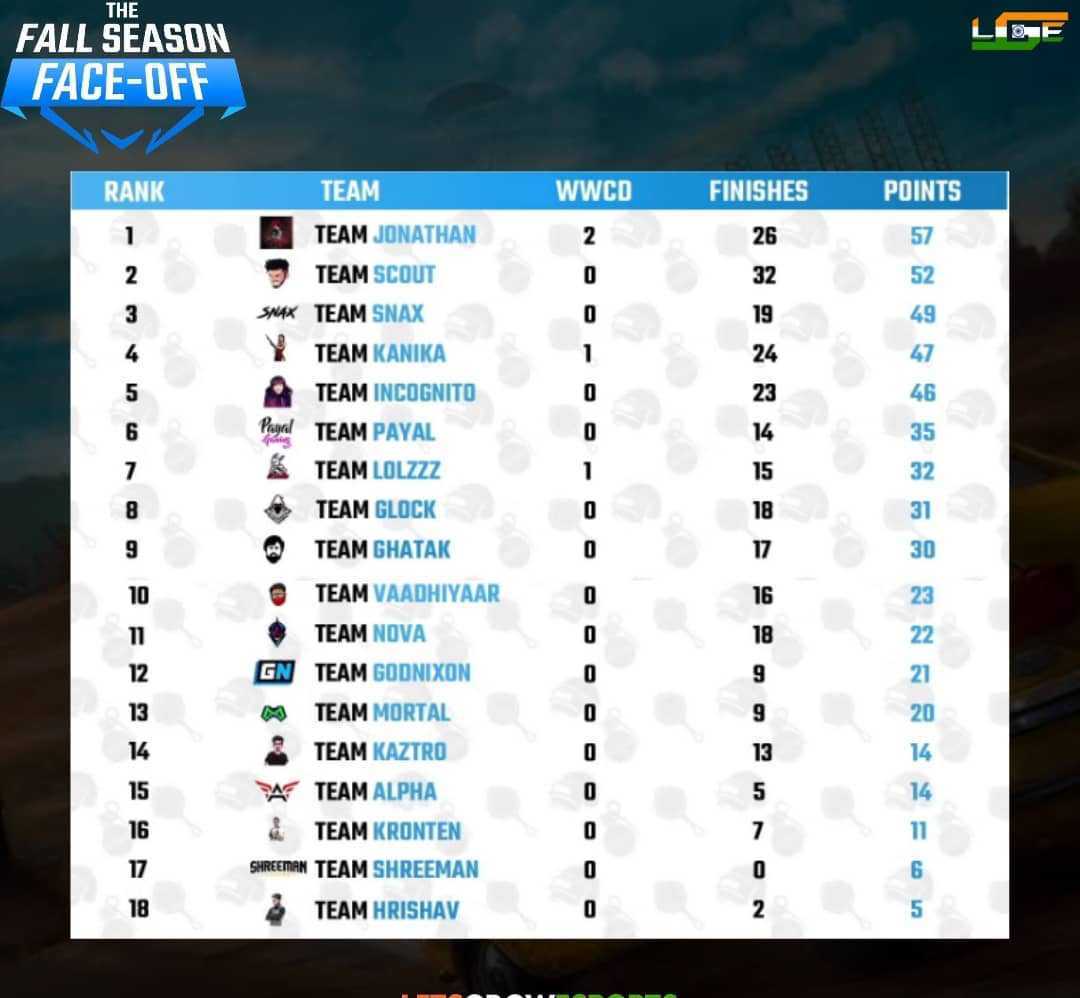 THE
FALL SEASON
FACE-OFF
LGE
RANK TEAM WWCD FINISHES POINTS
1 TEAM JONATHAN 2 26 57
2 TEAM SCOUT 0 32 52
3 SNAX TEAM SNAX 0 19 49
4 TEAM KANIKA 1 24 47
5 TEAM INCOGNITO 0 23 46
6 Payal Gaming TEAM PAYAL 0 14 35
7 TEAM LOLZZZ 1 15 32
8 TEAM GLOCK 0 18 31
9 TEAM GHATAK 0 17 30
10 TEAM VAADHIYAAR 0 16 23
11 TEAM NOVA 0 18 22
12 GN TEAM GODNIXON 0 9 21
13 TEAM MORTAL 0 9 20
14 TEAM KAZTRO 0 13 14
15 TEAM ALPHA 0 5 14
16 TEAM KRONTEN 0 7 11
17 SHREEMAN TEAM SHREEMAN 0 0 6
18 TEAM HRISHAV 0 2 5
LETSGROWESPORTS